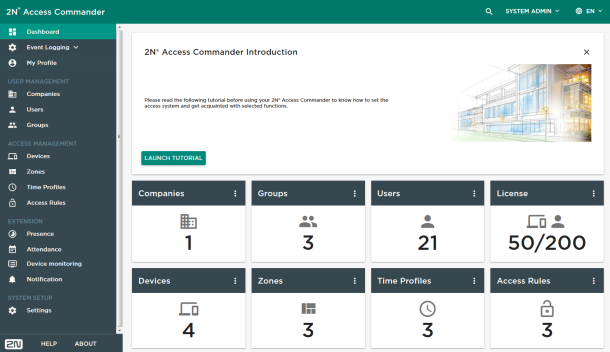 2N® Access Commander
SYSTEM ADMIN
EN
Dashboard
Event Logging
My Profile
USER MANAGEMENT
Companies
Users
Groups
ACCESS MANAGEMENT
Devices
Zones
Time Profiles
Access Rules
EXTENSION
Presence
Attendance
Device monitoring
Notification
SYSTEM SETUP
Settings
2N
HELP
ABOUT
2N® Access Commander Introduction
Please read the following tutorial before using your 2N® Access Commander to know how to set the
access system and get acquainted with selected functions.
LAUNCH TUTORIAL
Companies
1
Groups
3
Users
21
License
50/200
Devices
4
Zones
3
Time Profiles
3
Access Rules
3